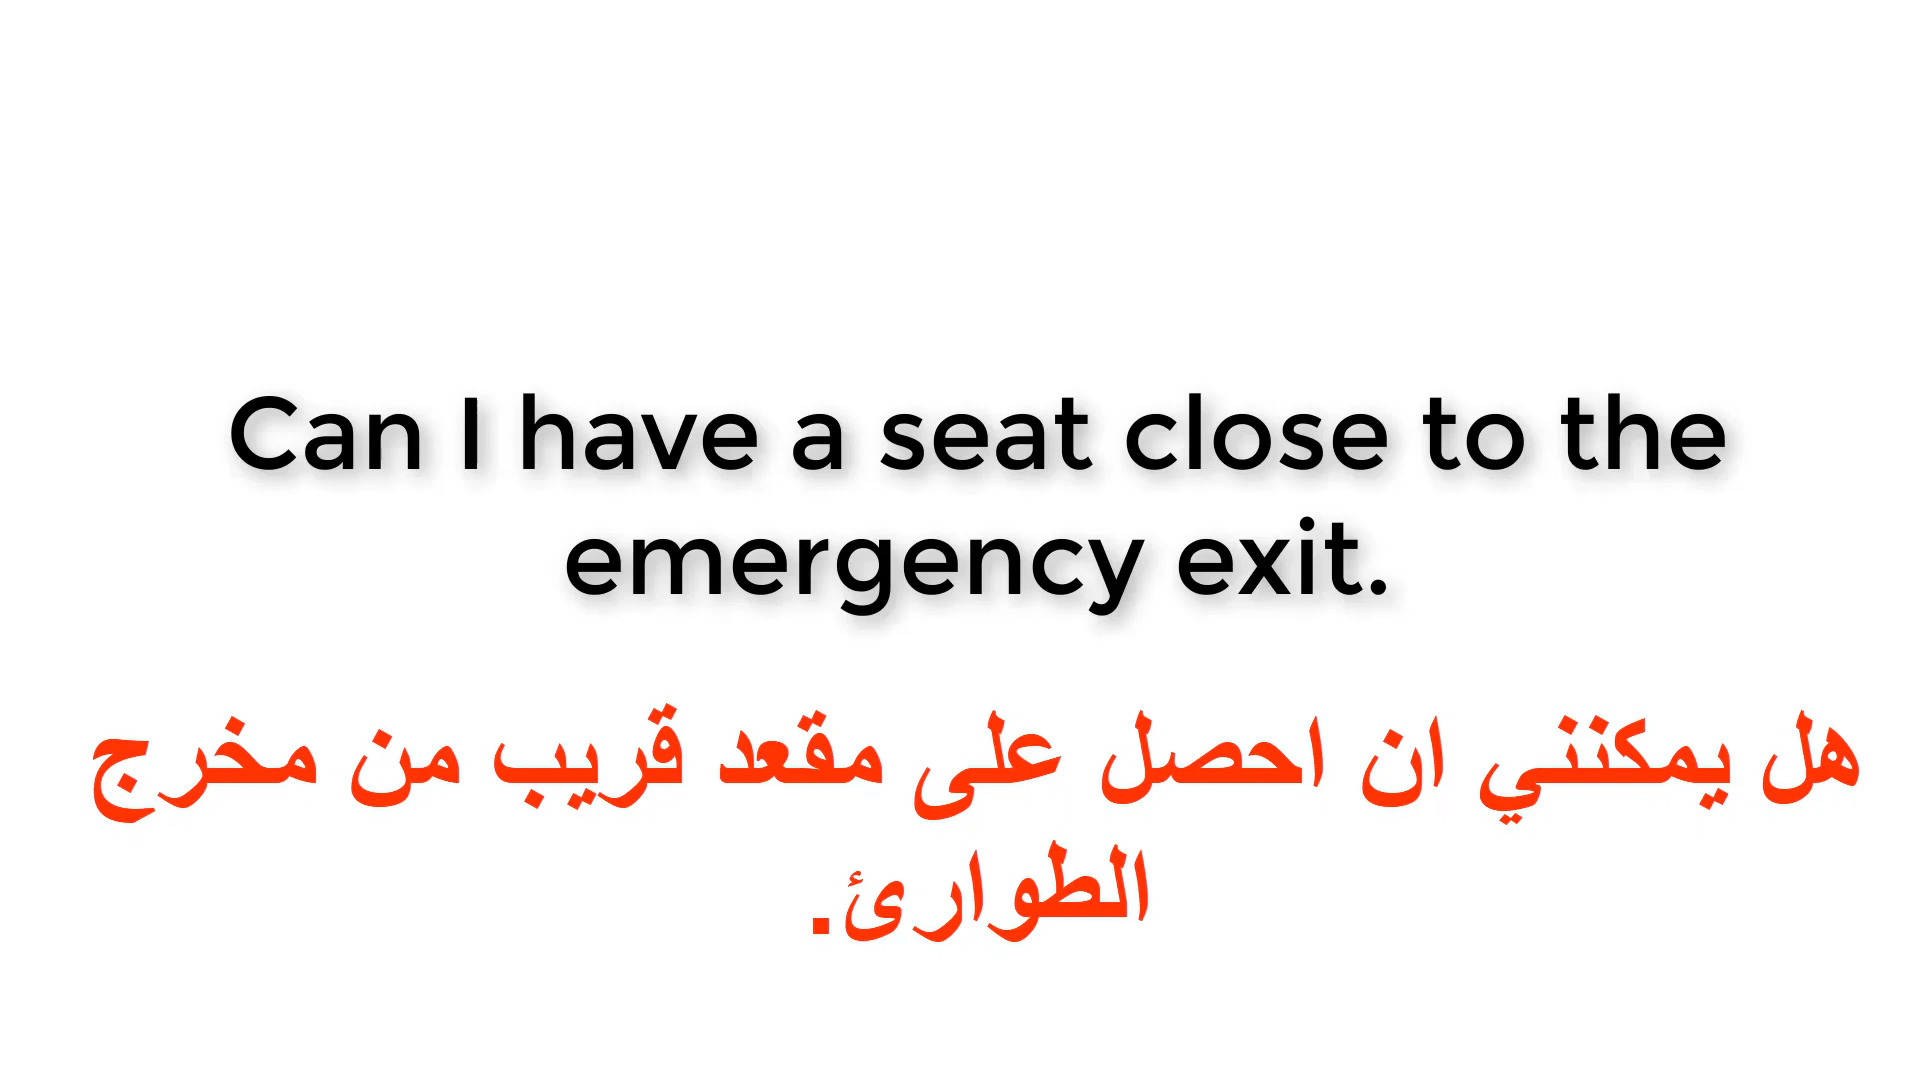 Can I have a seat close to the
emergency exit.
هل يمكنني ان احصل على مقعد قريب من مخرج
الطوارئ.